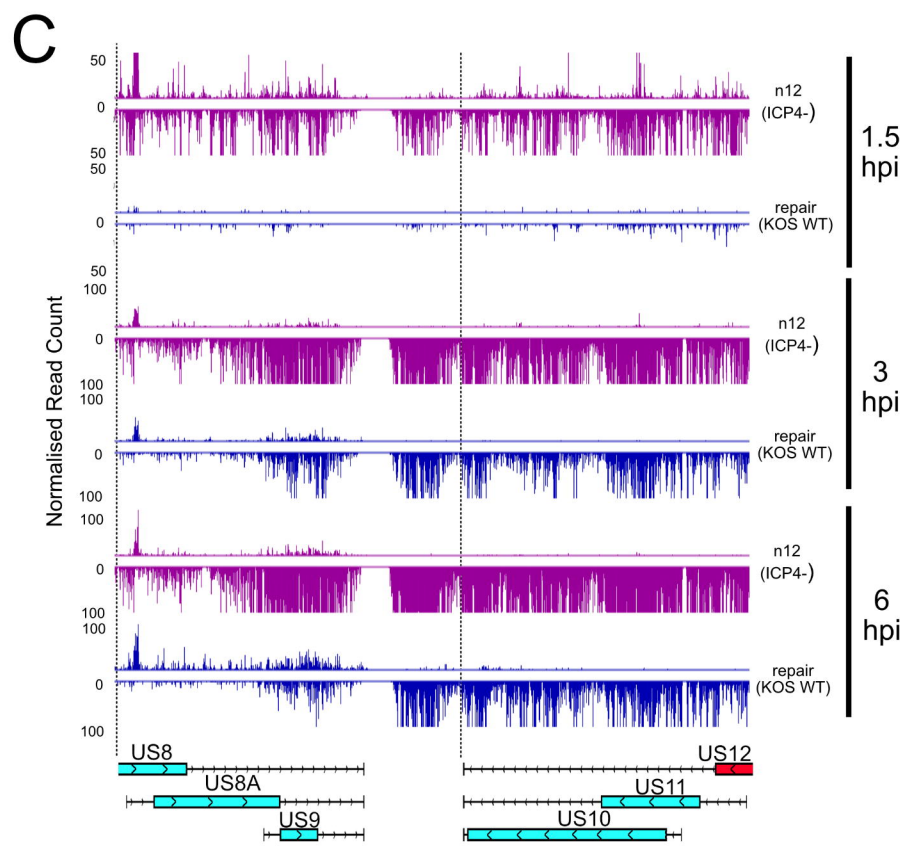 C
Normalised Read Count
50
0
50
n12
(ICP4-)
50
0
50
repair
(KOS WT)
1.5
hpi
100
0
100
n12
(ICP4-)
100
0
100
repair
(KOS WT)
3
hpi
100
0
100
n12
(ICP4-)
100
0
100
repair
(KOS WT)
6
hpi
US8
US12
US8A
US11
US9
US10